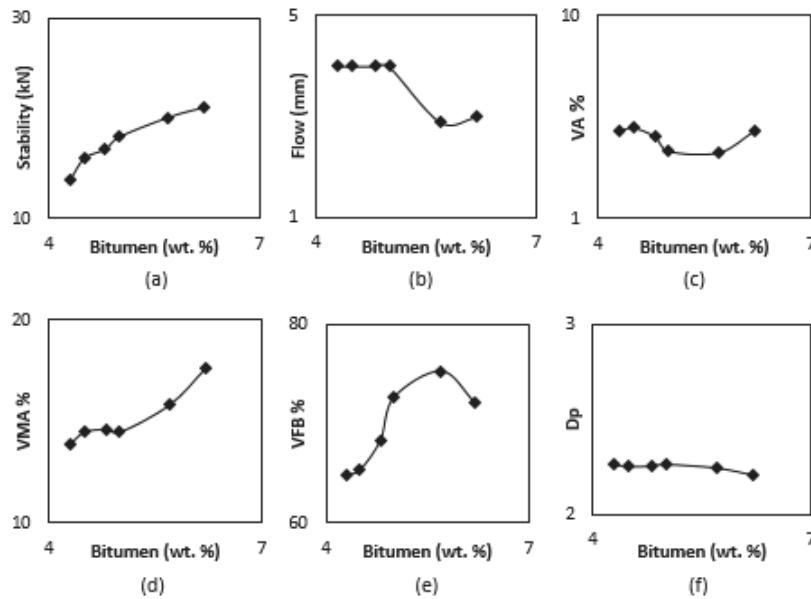 30
Stability (kN)
10
4
Bitumen (wt. %)
7
(a)
5
Flow (mm)
1
4
Bitumen (wt. %)
7
(b)
10
VA %
1
4
Bitumen (wt. %)
7
(c)
20
VMA %
10
4
Bitumen (wt. %)
7
(d)
80
VFB %
60
4
Bitumen (wt. %)
7
(e)
3
Dp
2
4
Bitumen (wt. %)
7
(f)